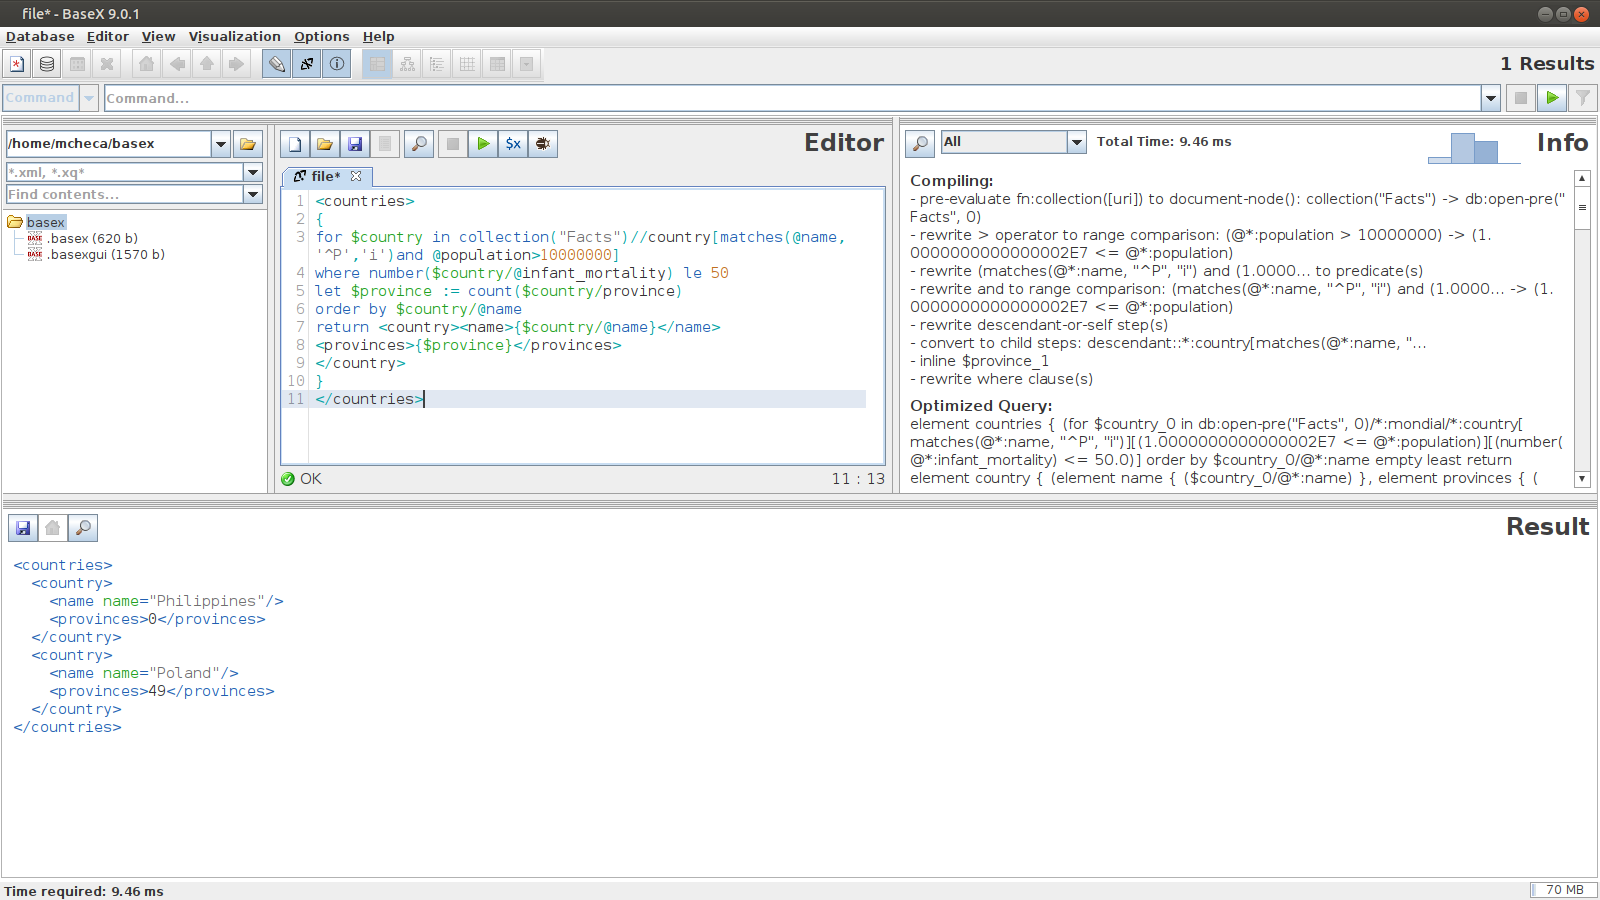 file* - BaseX 9.0.1
Database Editor View Visualization Options Help
1 Results
Command Command...
/home/mcheca/basex
*.xml, *.xq*
Find contents...
basex
.basex (620 b)
.basexgui (1570 b)
Editor
file*
1 <countries>
2 {
3 for $country in collection("Facts")//country[matches(@name,
'^P','i')and @population>10000000]
4 where number($country/@infant_mortality) le 50
5 let $province := count($country/province)
6 order by $country/@name
7 return <country><name>{$country/@name}</name>
8 <provinces>{$province}</provinces>
9 </country>
10 }
11 </countries>
OK 11 : 13
All Total Time: 9.46 ms Info
Compiling:
- pre-evaluate fn:collection([uri]) to document-node(): collection("Facts") -> db:open-pre("
Facts", 0)
- rewrite > operator to range comparison: (@*:population > 10000000) -> (1.
0000000000000002E7 <= @*:population)
- rewrite (matches(@*:name, "^P", "i") and (1.0000... to predicate(s)
- rewrite and to range comparison: (matches(@*:name, "^P", "i") and (1.0000... -> (1.
0000000000000002E7 <= @*:population)
- rewrite descendant-or-self step(s)
- convert to child steps: descendant::*:country[matches(@*:name, "...
- inline $province_1
- rewrite where clause(s)
Optimized Query:
element countries { (for $country_0 in db:open-pre("Facts", 0)/*:mondial/*:country[
matches(@*:name, "^P", "i")][(1.0000000000000002E7 <= @*:population)][(number(
@*:infant_mortality) <= 50.0)] order by $country_0/@*:name empty least return
element country { (element name { ($country_0/@*:name) }, element provinces { (
Result
<countries>
<country>
<name name="Philippines"/>
<provinces>0</provinces>
</country>
<country>
<name name="Poland"/>
<provinces>49</provinces>
</country>
</countries>
Time required: 9.46 ms
70 MB